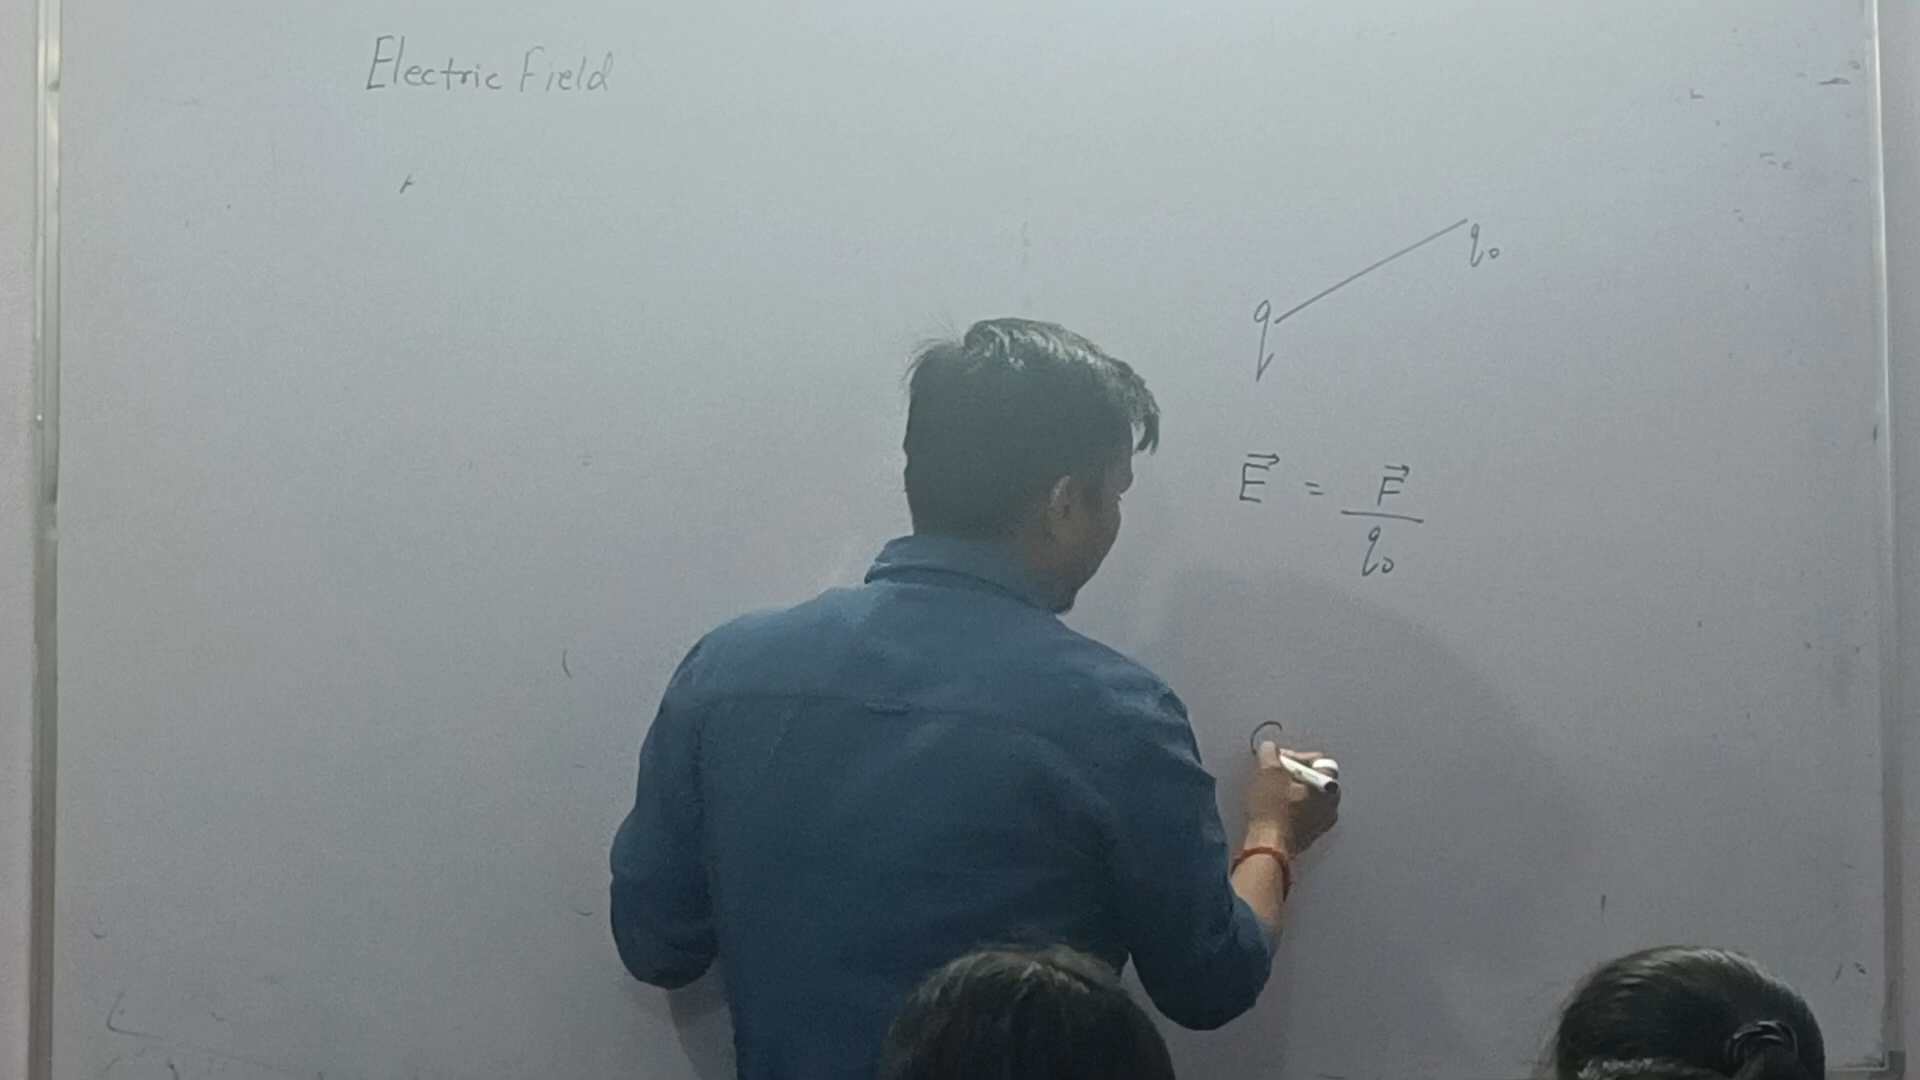 Electric Field
q₀
q
E⃗ = F⃗ / q₀